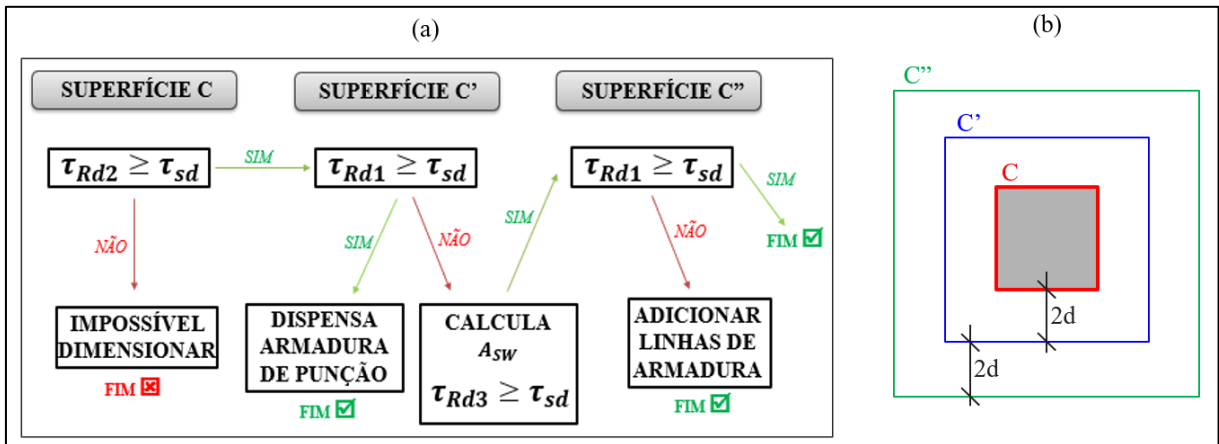 (a)
SUPERFÍCIE C
SUPERFÍCIE C'
SUPERFÍCIE C"
τRd2 ≥ τsd
SIM
τRd1 ≥ τsd
τRd1 ≥ τsd
SIM
NÃO
SIM
NÃO
SIM
NÃO
FIM ☑
IMPOSSÍVEL
DIMENSIONAR
FIM ☒
DISPENSA
ARMADURA
DE PUNÇÃO
FIM ☑
CALCULA
ASW
τRd3 ≥ τsd
ADICIONAR
LINHAS DE
ARMADURA
FIM ☑
(b)
C"
C'
C
2d
2d